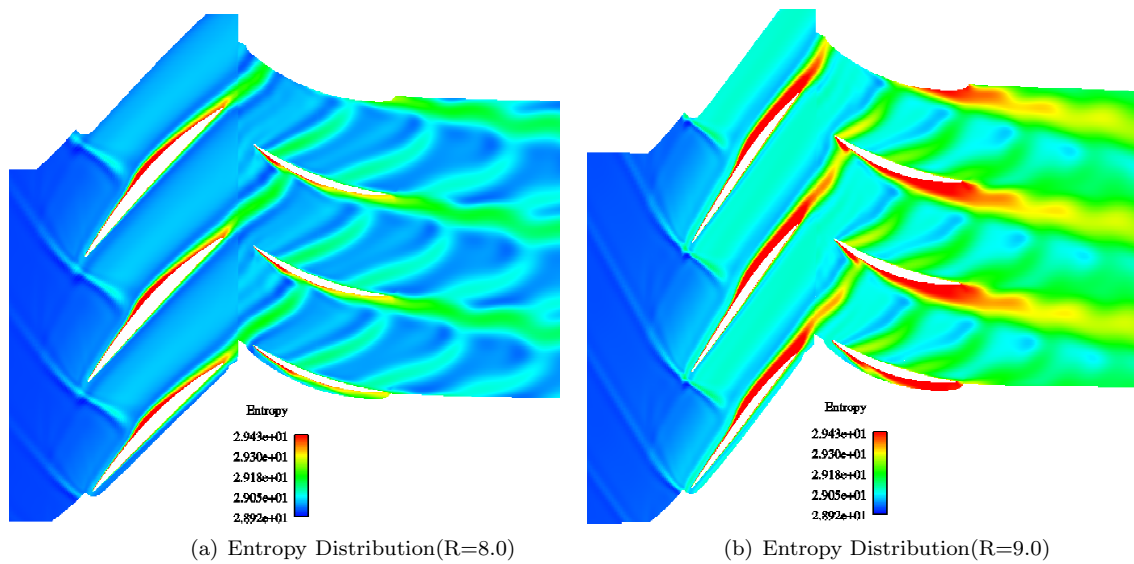 Entropy
2.943e+01
2.930e+01
2.918e+01
2.905e+01
2.892e+01
Entropy
2.943e+01
2.930e+01
2.918e+01
2.905e+01
2.892e+01
(a) Entropy Distribution(R=8.0)
(b) Entropy Distribution(R=9.0)